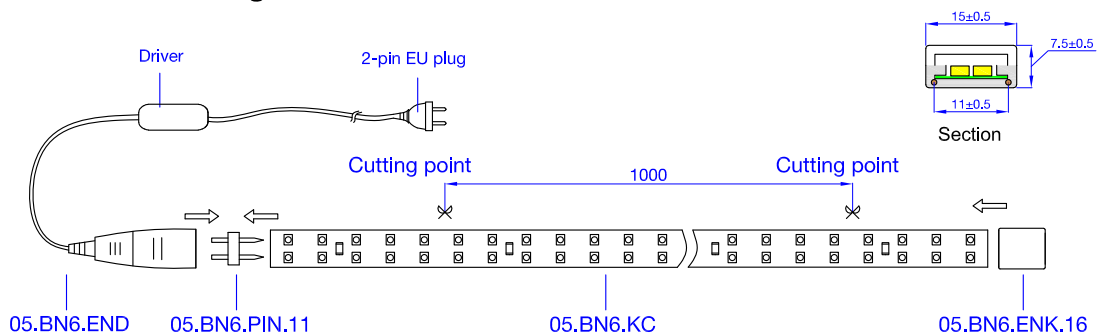 15±0.5
7.5±0.5
11±0.5
Section
Driver
2-pin EU plug
Cutting point
1000
Cutting point
05.BN6.END
05.BN6.PIN.11
05.BN6.KC
05.BN6.ENK.16